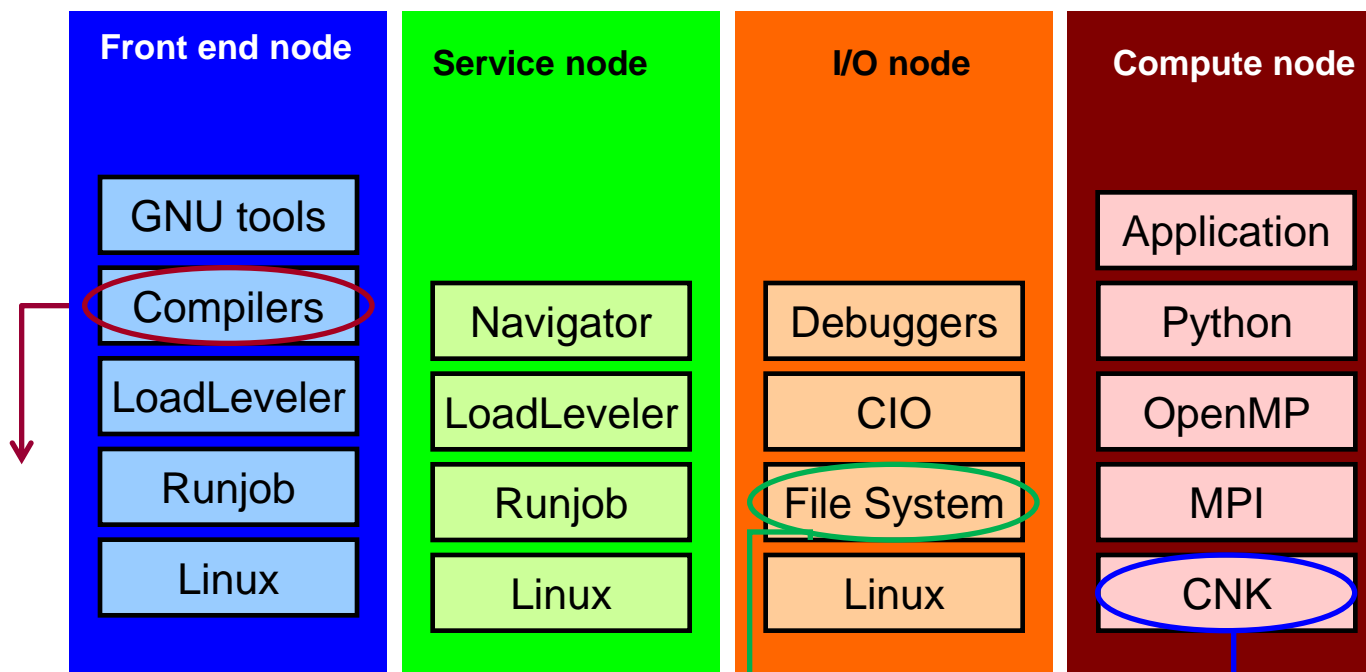 Front end node
GNU tools
Compilers
LoadLeveler
Runjob
Linux
Service node
Navigator
LoadLeveler
Runjob
Linux
I/O node
Debuggers
CIO
File System
Linux
Compute node
Application
Python
OpenMP
MPI
CNK